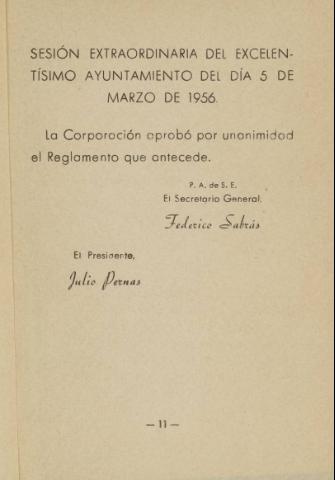 SESIÓN EXTRAORDINARIA DEL EXCELEN-
TÍSIMO AYUNTAMIENTO DEL DÍA 5 DE
MARZO DE 1956.
La Corporación aprobó por unanimidad
el Reglamento que antecede.
P. A. de S. E.
El Secretario General,
Federico Sabrás
El Presidente,
Julio Pernas
— 11 —